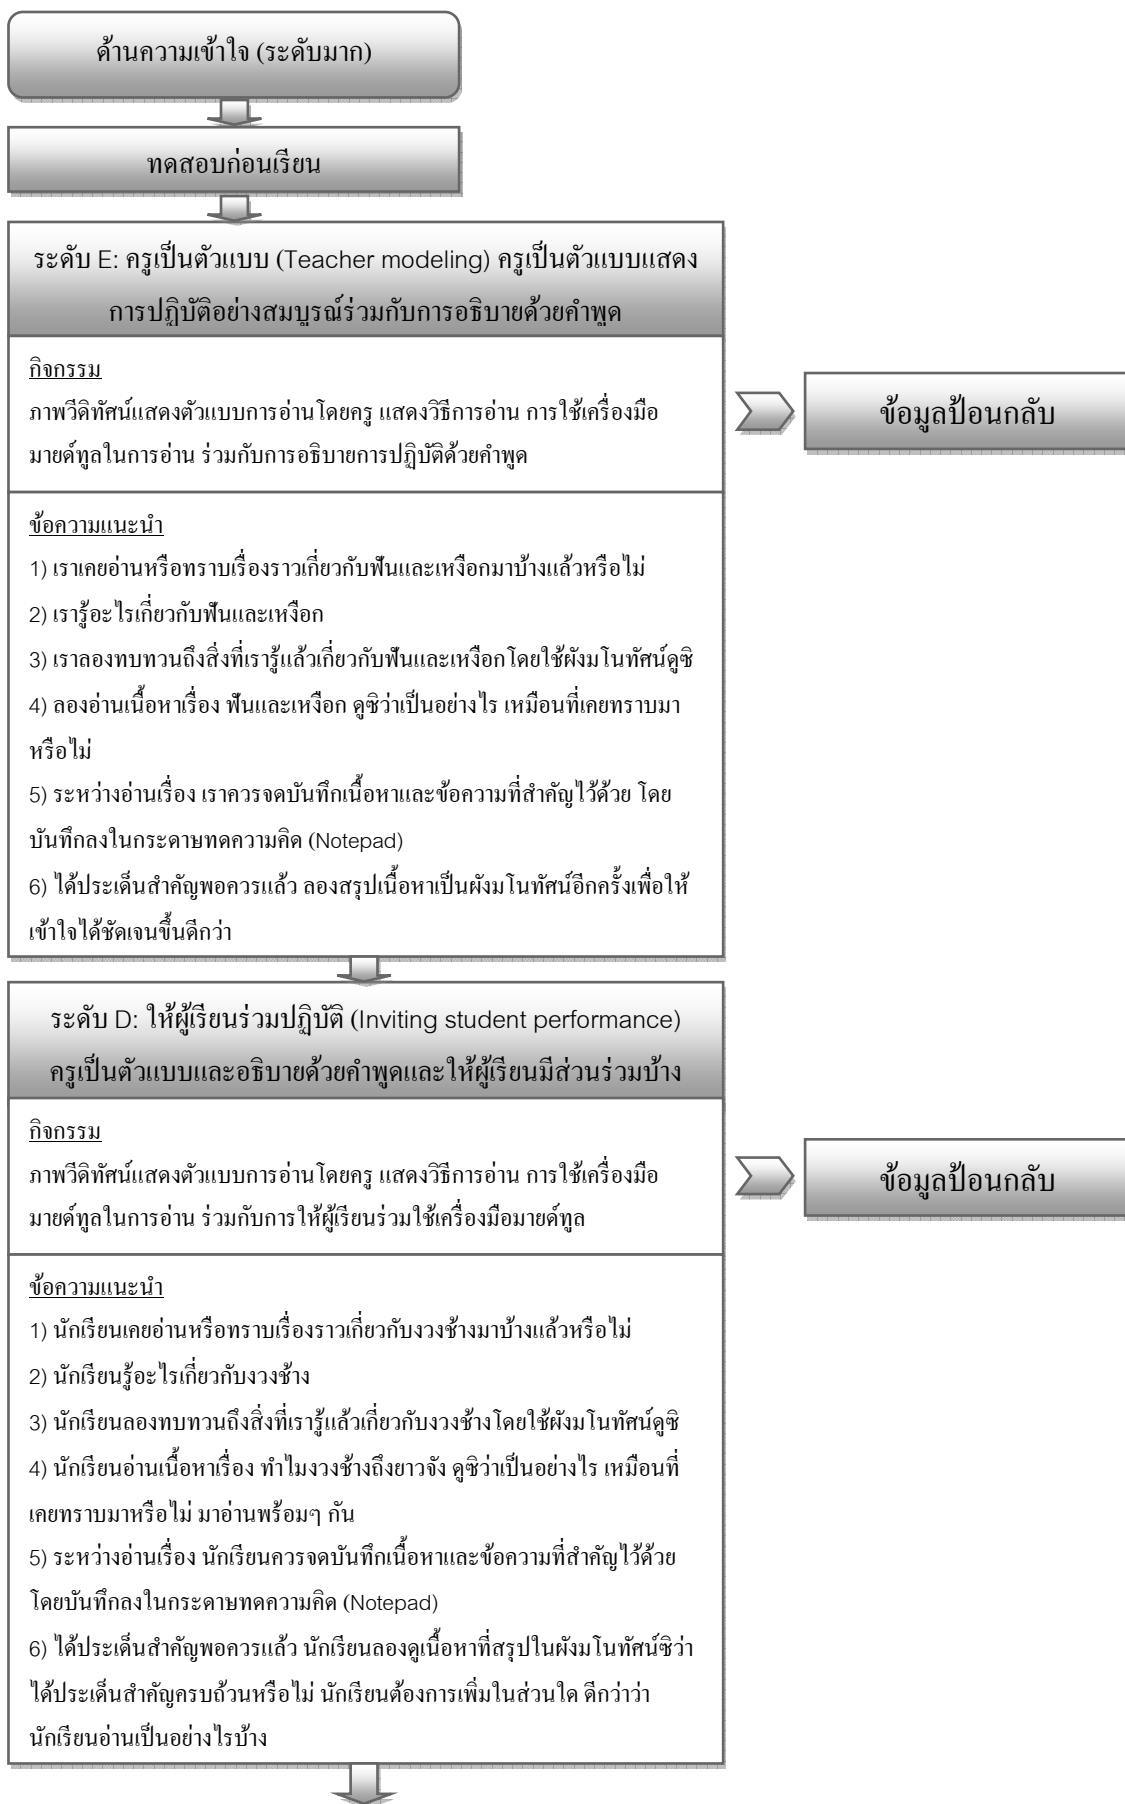 ด้านความเข้าใจ (ระดับมาก)
ทดสอบก่อนเรียน
ระดับ E: ครูเป็นตัวแบบ (Teacher modeling) ครูเป็นตัวแบบแสดง
การปฏิบัติอย่างสมบูรณ์ร่วมกับการอธิบายด้วยคำพูด
กิจกรรม
ภาพวีดิทัศน์แสดงตัวแบบการอ่านโดยครู แสดงวิธีการอ่าน การใช้เครื่องมือ
มายด์ทูลในการอ่าน ร่วมกับการอธิบายการปฏิบัติด้วยคำพูด
ข้อมูลป้อนกลับ
ข้อความแนะนำ
1) เราเคยอ่านหรือทราบเรื่องราวเกี่ยวกับฟันและเหงือกมาบ้างแล้วหรือไม่
2) เรารู้อะไรเกี่ยวกับฟันและเหงือก
3) เราลองทบทวนถึงสิ่งที่เรารู้แล้วเกี่ยวกับฟันและเหงือกโดยใช้ผังมโนทัศน์ดูซิ
4) ลองอ่านเนื้อหาเรื่อง ฟันและเหงือก ดูซิว่าเป็นอย่างไร เหมือนที่เคยทราบมา
หรือไม่
5) ระหว่างอ่านเรื่อง เราควรจดบันทึกเนื้อหาและข้อความที่สำคัญไว้ด้วย โดย
บันทึกลงในกระดาษทดความคิด (Notepad)
6) ได้ประเด็นสำคัญพอควรแล้ว ลองสรุปเนื้อหาเป็นผังมโนทัศน์อีกครั้งเพื่อให้
เข้าใจได้ชัดเจนขึ้นดีกว่า
ระดับ D: ให้ผู้เรียนร่วมปฏิบัติ (Inviting student performance)
ครูเป็นตัวแบบและอธิบายด้วยคำพูดและให้ผู้เรียนมีส่วนร่วมบ้าง
กิจกรรม
ภาพวีดิทัศน์แสดงตัวแบบการอ่านโดยครู แสดงวิธีการอ่าน การใช้เครื่องมือ
มายด์ทูลในการอ่าน ร่วมกับการให้ผู้เรียนร่วมใช้เครื่องมือมายด์ทูล
ข้อมูลป้อนกลับ
ข้อความแนะนำ
1) นักเรียนเคยอ่านหรือทราบเรื่องราวเกี่ยวกับงวงช้างมาบ้างแล้วหรือไม่
2) นักเรียนรู้อะไรเกี่ยวกับงวงช้าง
3) นักเรียนลองทบทวนถึงสิ่งที่เรารู้แล้วเกี่ยวกับงวงช้างโดยใช้ผังมโนทัศน์ดูซิ
4) นักเรียนอ่านเนื้อหาเรื่อง ทำไมงวงช้างถึงยาวจัง ดูซิว่าเป็นอย่างไร เหมือนที่
เคยทราบมาหรือไม่ มาอ่านพร้อมๆ กัน
5) ระหว่างอ่านเรื่อง นักเรียนควรจดบันทึกเนื้อหาและข้อความที่สำคัญไว้ด้วย
โดยบันทึกลงในกระดาษทดความคิด (Notepad)
6) ได้ประเด็นสำคัญพอควรแล้ว นักเรียนลองดูเนื้อหาที่สรุปในผังมโนทัศน์ซิว่า
ได้ประเด็นสำคัญครบถ้วนหรือไม่ นักเรียนต้องการเพิ่มในส่วนใด ดีกว่าว่า
นักเรียนอ่านเป็นอย่างไรบ้าง